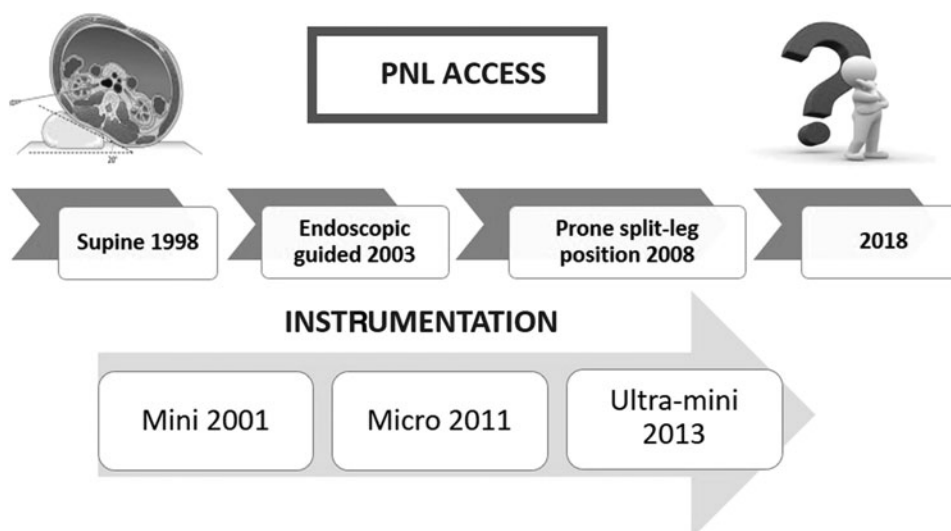 PNL ACCESS
20°
Supine 1998
Endoscopic
guided 2003
Prone split-leg
position 2008
2018
INSTRUMENTATION
Mini 2001
Micro 2011
Ultra-mini
2013